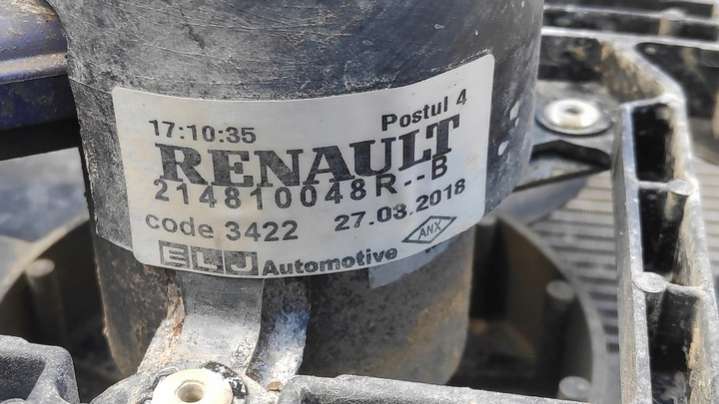 17:10:35 Postul 4
RENAULT
214810048R--B
code 3422 27.03.2018
ELJ Automotive ANX